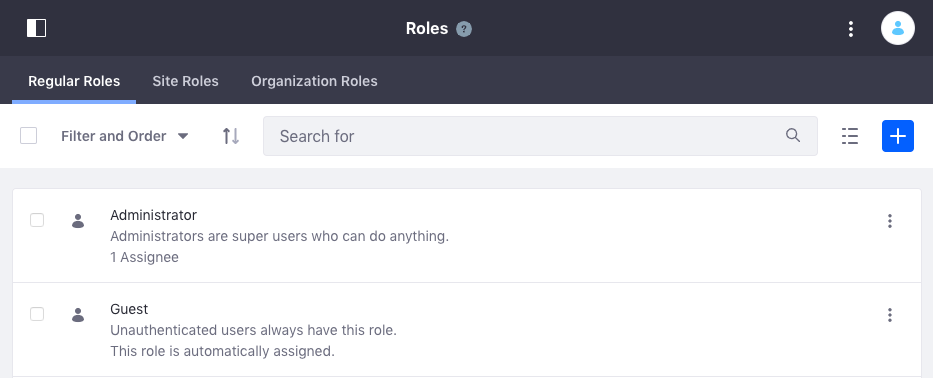 Roles ?
Regular Roles Site Roles Organization Roles
Filter and Order Search for
Administrator
Administrators are super users who can do anything.
1 Assignee
Guest
Unauthenticated users always have this role.
This role is automatically assigned.